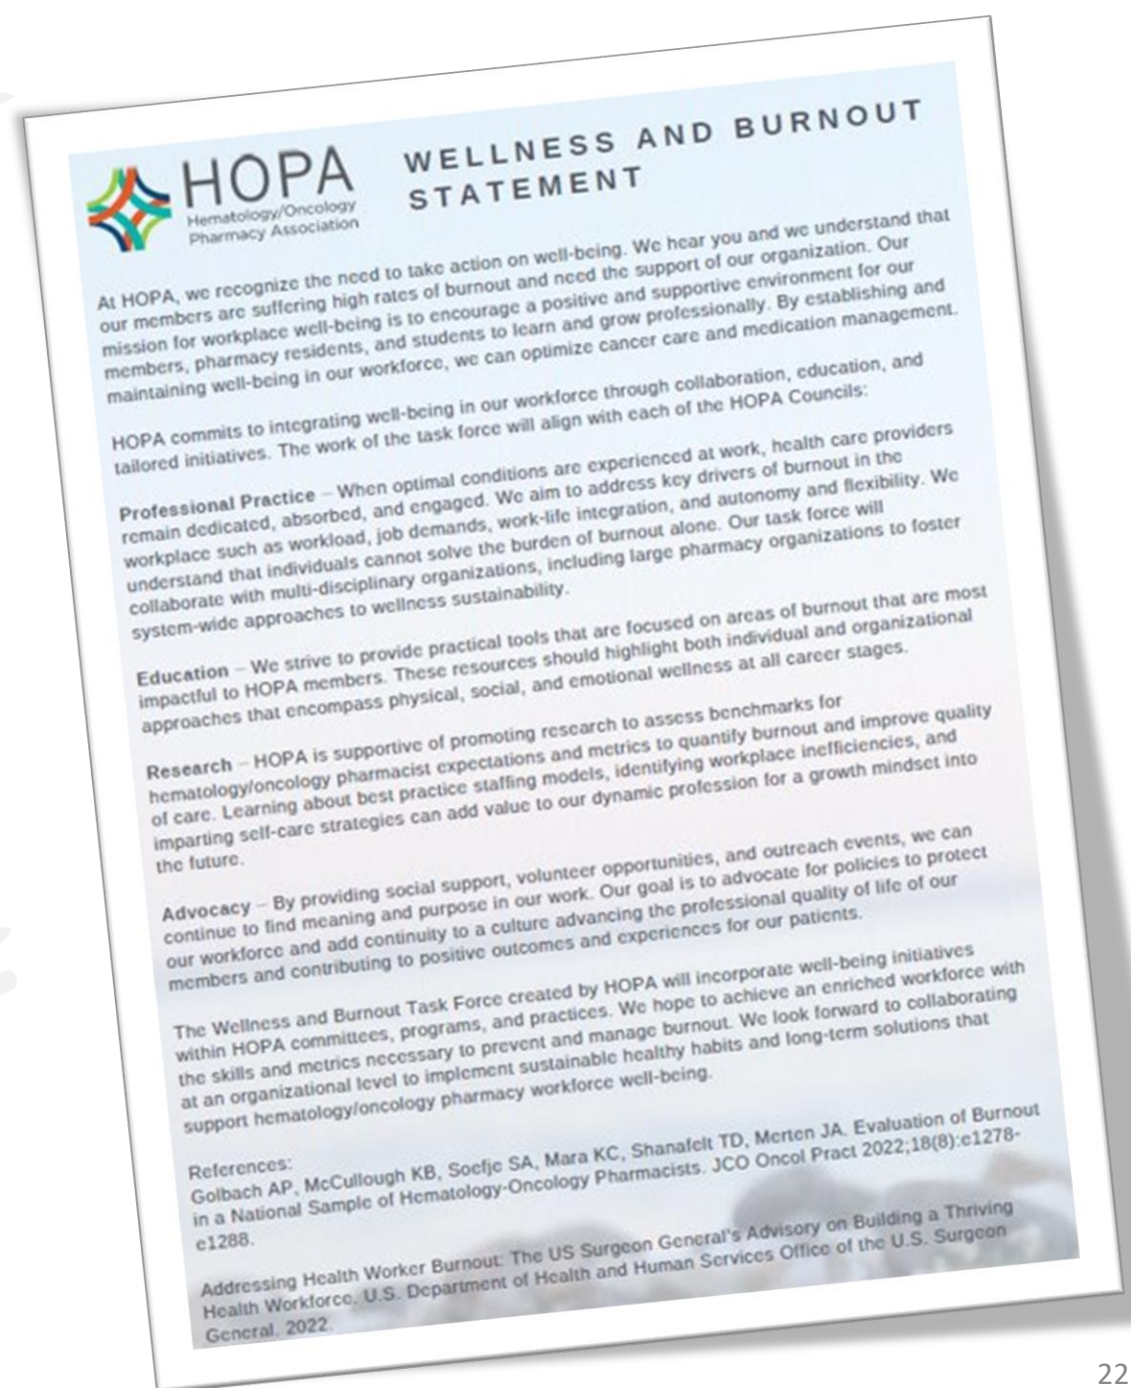 HOPA
Hematology/Oncology
Pharmacy Association
WELLNESS AND BURNOUT
STATEMENT
At HOPA, we recognize the need to take action on well-being. We hear you and we understand that
our members are suffering high rates of burnout and need the support of our organization. Our
mission for workplace well-being is to encourage a positive and supportive environment for our
members, pharmacy residents, and students to learn and grow professionally. By establishing and
maintaining well-being in our workforce, we can optimize cancer care and medication management.
HOPA commits to integrating well-being in our workforce through collaboration, education, and
tailored initiatives. The work of the task force will align with each of the HOPA Councils:
Professional Practice – When optimal conditions are experienced at work, health care providers
remain dedicated, absorbed, and engaged. We aim to address key drivers of burnout in the
workplace such as workload, job demands, work-life integration, and autonomy and flexibility. We
understand that individuals cannot solve the burden of burnout alone. Our task force will
collaborate with multi-disciplinary organizations, including large pharmacy organizations to foster
system-wide approaches to wellness sustainability.
Education – We strive to provide practical tools that are focused on areas of burnout that are most
impactful to HOPA members. These resources should highlight both individual and organizational
approaches that encompass physical, social, and emotional wellness at all career stages.
Research – HOPA is supportive of promoting research to assess benchmarks for
hematology/oncology pharmacist expectations and metrics to quantify burnout and improve quality
of care. Learning about best practice staffing models, identifying workplace inefficiencies, and
imparting self-care strategies can add value to our dynamic profession for a growth mindset into
the future.
Advocacy – By providing social support, volunteer opportunities, and outreach events, we can
continue to find meaning and purpose in our work. Our goal is to advocate for policies to protect
our workforce and add continuity to a culture advancing the professional quality of life of our
members and contributing to positive outcomes and experiences for our patients.
The Wellness and Burnout Task Force created by HOPA will incorporate well-being initiatives
within HOPA committees, programs, and practices. We hope to achieve an enriched workforce with
the skills and metrics necessary to prevent and manage burnout. We look forward to collaborating
at an organizational level to implement sustainable healthy habits and long-term solutions that
support hematology/oncology pharmacy workforce well-being.
References:
Golbach AP, McCullough KB, Soefje SA, Mara KC, Shanafelt TD, Merten JA. Evaluation of Burnout
in a National Sample of Hematology-Oncology Pharmacists. JCO Oncol Pract 2022;18(8):e1278-
e1288.
Addressing Health Worker Burnout: The US Surgeon General's Advisory on Building a Thriving
Health Workforce. U.S. Department of Health and Human Services Office of the U.S. Surgeon
General, 2022.
22